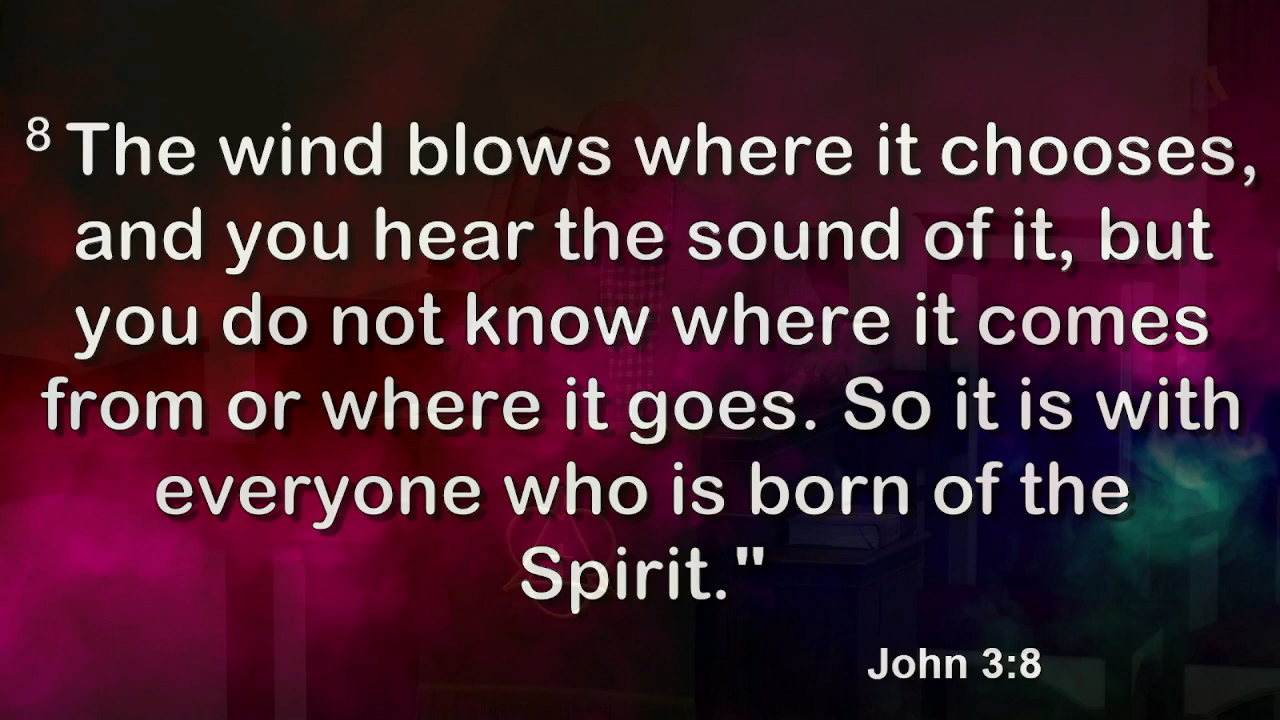 8 The wind blows where it chooses,
and you hear the sound of it, but
you do not know where it comes
from or where it goes. So it is with
everyone who is born of the
Spirit."
John 3:8